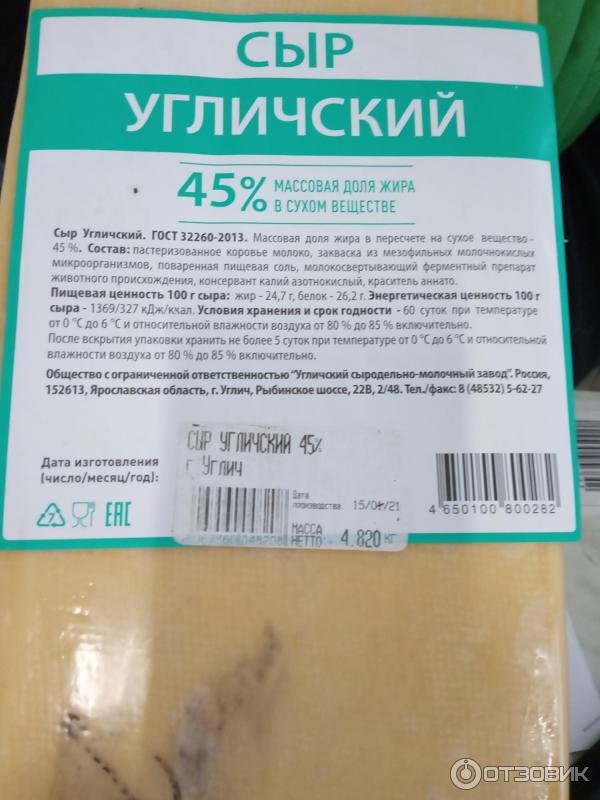 СЫР
УГЛИЧСКИЙ
45% МАССОВАЯ ДОЛЯ ЖИРА
В СУХОМ ВЕЩЕСТВЕ
Сыр Угличский. ГОСТ 32260-2013. Массовая доля жира в пересчете на сухое вещество -
45 %. Состав: пастеризованное коровье молоко, закваска из мезофильных молочнокислых
микроорганизмов, поваренная пищевая соль, молокосвертывающий ферментный препарат
животного происхождения, консервант калий азотнокислый, краситель аннато.
Пищевая ценность 100 г сыра: жир - 24,7 г, белок - 26,2 г. Энергетическая ценность 100 г
сыра - 1369/327 кДж/ккал. Условия хранения и срок годности - 60 суток при температуре
от 0 °С до 6 °С и относительной влажности воздуха от 80 % до 85 % включительно.
После вскрытия упаковки хранить не более 5 суток при температуре от 0 °С до 6 °С и относительной
влажности воздуха от 80 % до 85 % включительно.
Общество с ограниченной ответственностью "Угличский сыродельно-молочный завод". Россия,
152613, Ярославская область, г. Углич, Рыбинское шоссе, 22В, 2/48. Тел./факс: 8 (48532) 5-62-27
СЫР УГЛИЧСКИЙ 45%
г Углич
Дата изготовления
(число/месяц/год):
Дата
производства 15/01/21
МАССА
НЕТТО: 4.820 кг
4 650100 800282
7
EAC
ОТЗОВИК